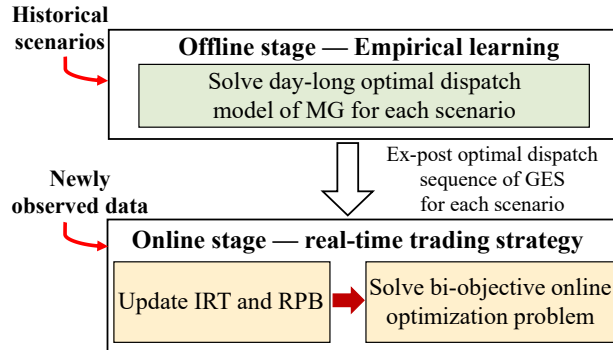 Historical
scenarios
Offline stage — Empirical learning
Solve day-long optimal dispatch
model of MG for each scenario
Ex-post optimal dispatch
sequence of GES
for each scenario
Newly
observed data
Online stage — real-time trading strategy
Update IRT and RPB
Solve bi-objective online
optimization problem